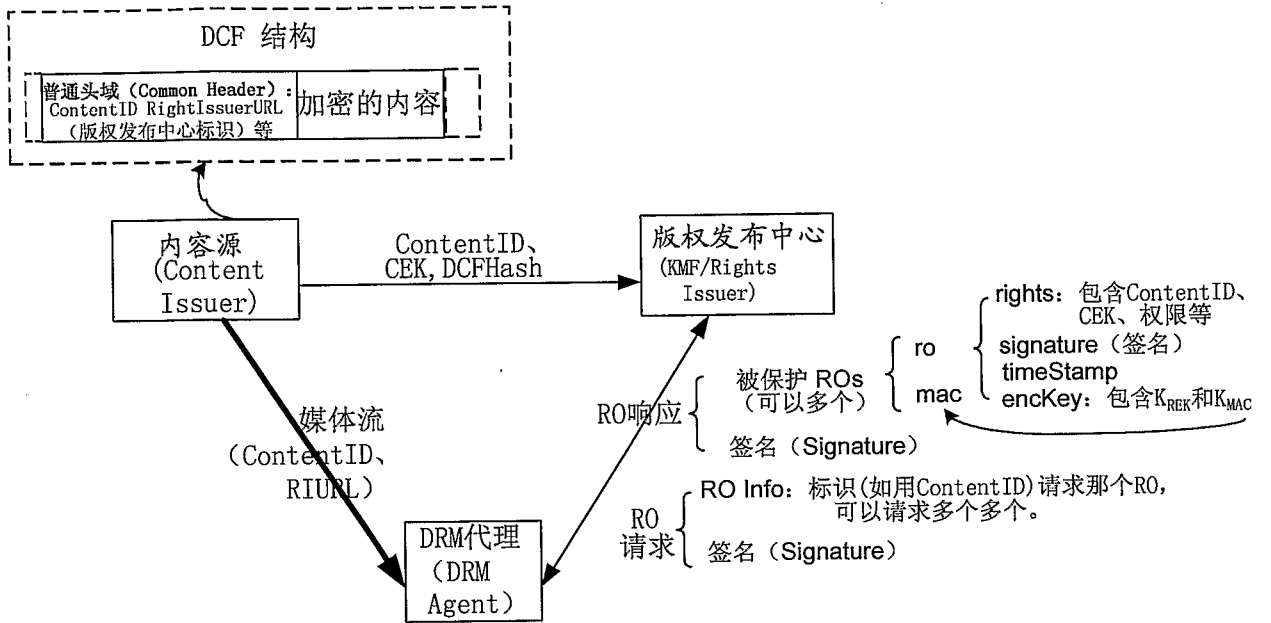 DCF 结构
普通头域（Common Header）：
ContentID RightIssuerURL
（版权发布中心标识）等
加密的内容
内容源
(Content
Issuer)
ContentID、
CEK,DCFHash
版权发布中心
(KMF/Rights
Issuer)
媒体流
（ContentID、
RIURL）
DRM代理
（DRM
Agent）
RO响应
被保护 ROs
（可以多个）
签名（Signature）
ro
mac
rights：包含ContentID、
CEK、权限等
signature（签名）
timeStamp
encKey：包含KREK和KMAC
RO
请求
RO Info：标识(如用ContentID)请求那个RO，
可以请求多个多个。
签名（Signature）